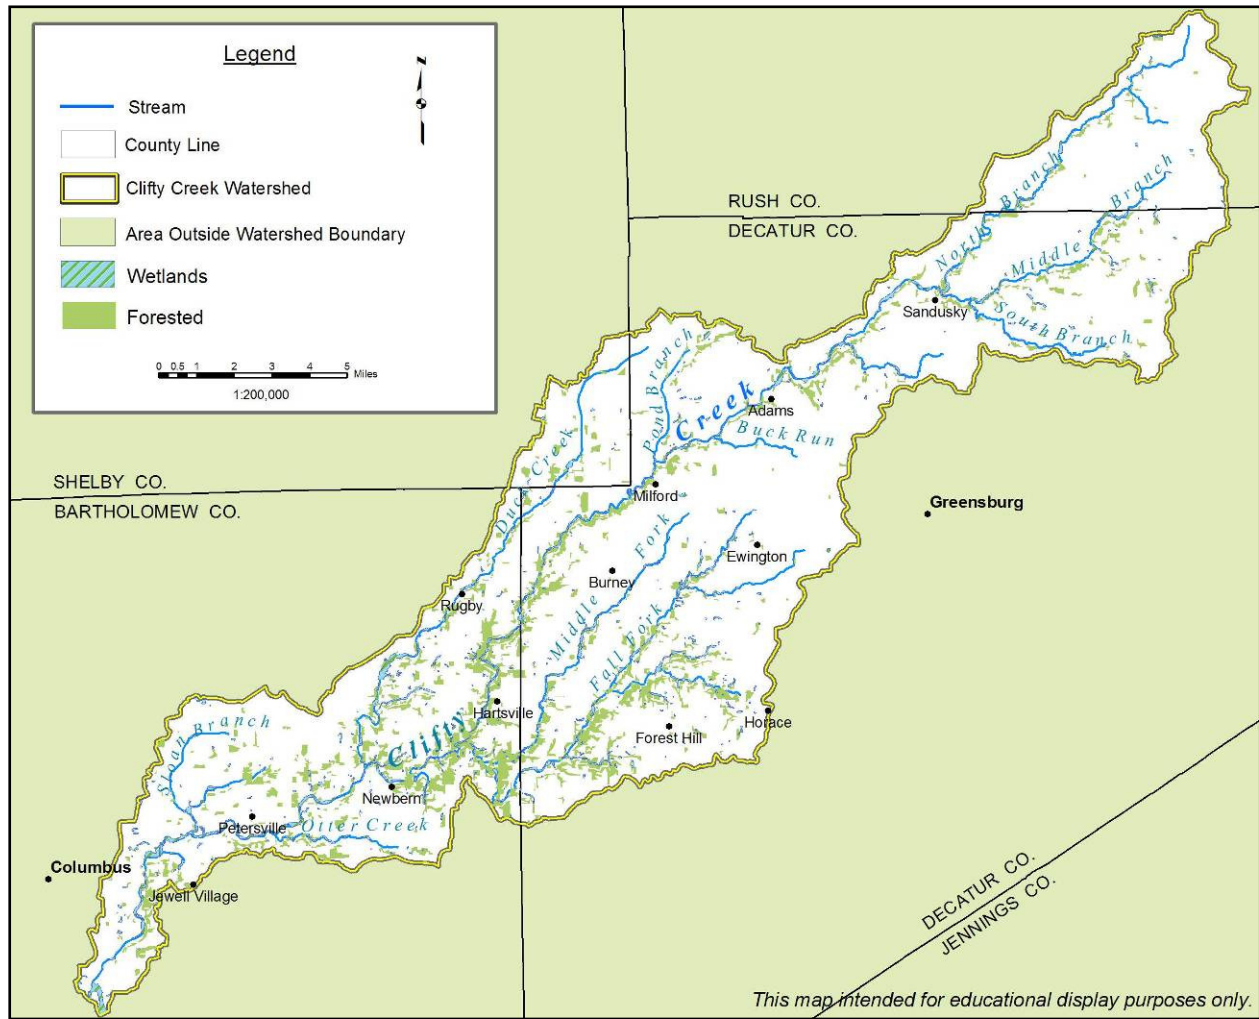 Legend
Stream
County Line
Clifty Creek Watershed
Area Outside Watershed Boundary
Wetlands
Forested
N
0 0.5 1 2 3 4 5 Miles
1:200,000
RUSH CO.
DECATUR CO.
North Branch
Middle Branch
South Branch
Sandusky
SHELBY CO.
BARTHOLOMEW CO.
Duck Creek
Pond Branch
Clifty Creek
Adams
Buck Run
Milford
Greensburg
Ewington
Burney
Middle Fork
Fall Fork
Rugby
Hartsville
Forest Hill
Horace
Sloan Branch
Newbern
Petersville
Otter Creek
Columbus
Jewell Village
DECATUR CO.
JENNINGS CO.
This map intended for educational display purposes only.